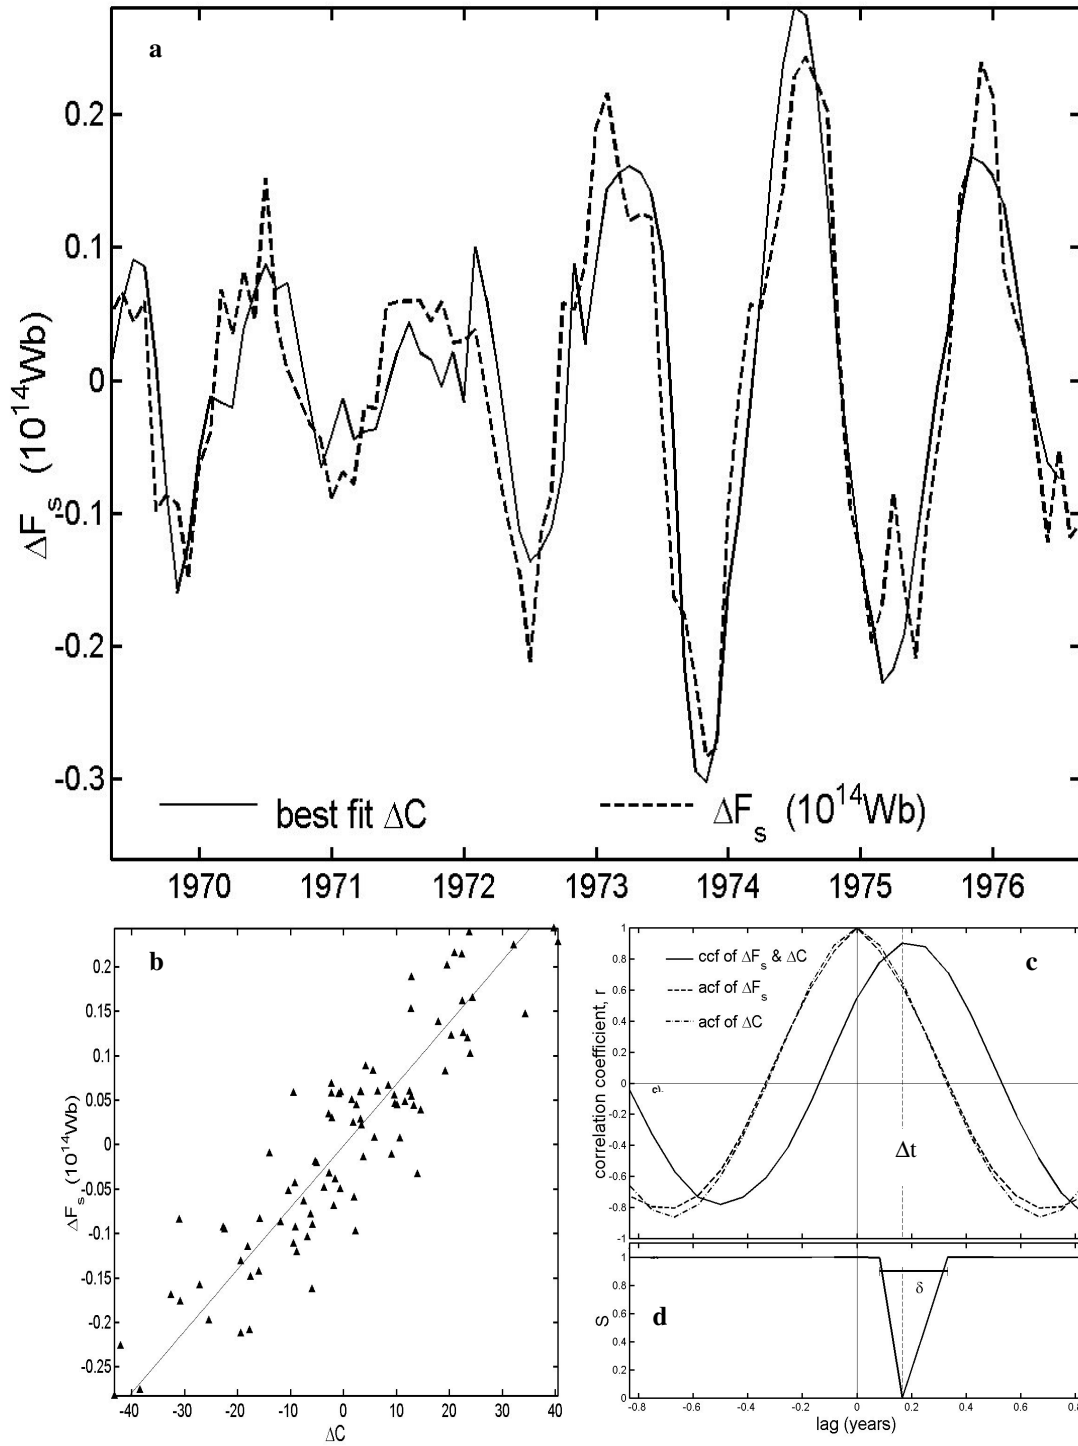 a
0.2
0.1
0
-0.1
-0.2
-0.3
ΔFs (10^14Wb)
best fit ΔC
ΔFs (10^14Wb)
1970 1971 1972 1973 1974 1975 1976
b
0.2
0.15
0.1
0.05
0
-0.05
-0.1
-0.15
-0.2
-0.25
ΔFs (10^14Wb)
-40 -30 -20 -10 0 10 20 30 40
ΔC
c
1
0.8
0.6
0.4
0.2
0
-0.2
-0.4
-0.6
-0.8
-1
correlation coefficient, r
ccf of ΔFs & ΔC
acf of ΔFs
acf of ΔC
Δt
d
1
0.8
0.6
0.4
0.2
0
S
δ
-0.8 -0.6 -0.4 -0.2 0 0.2 0.4 0.6 0.8
lag (years)